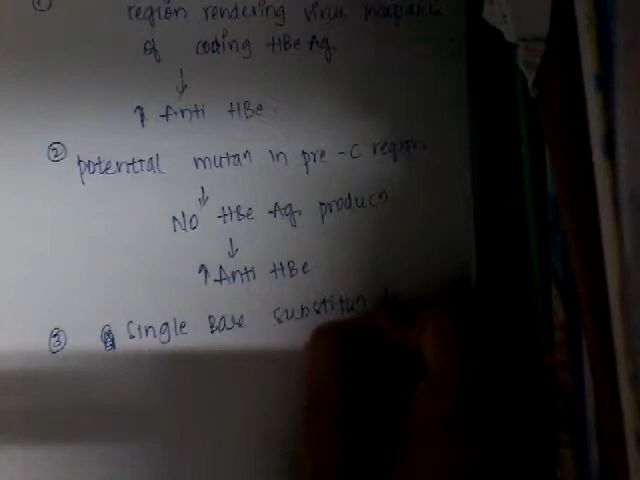 ①
region rendering virus
of coding HBe Ag.
↓
↑ Anti HBe
② potential mutan in pre-C region.
↓
No HBe Ag. producn
↓
↑ Anti HBe
③ single Base substitun